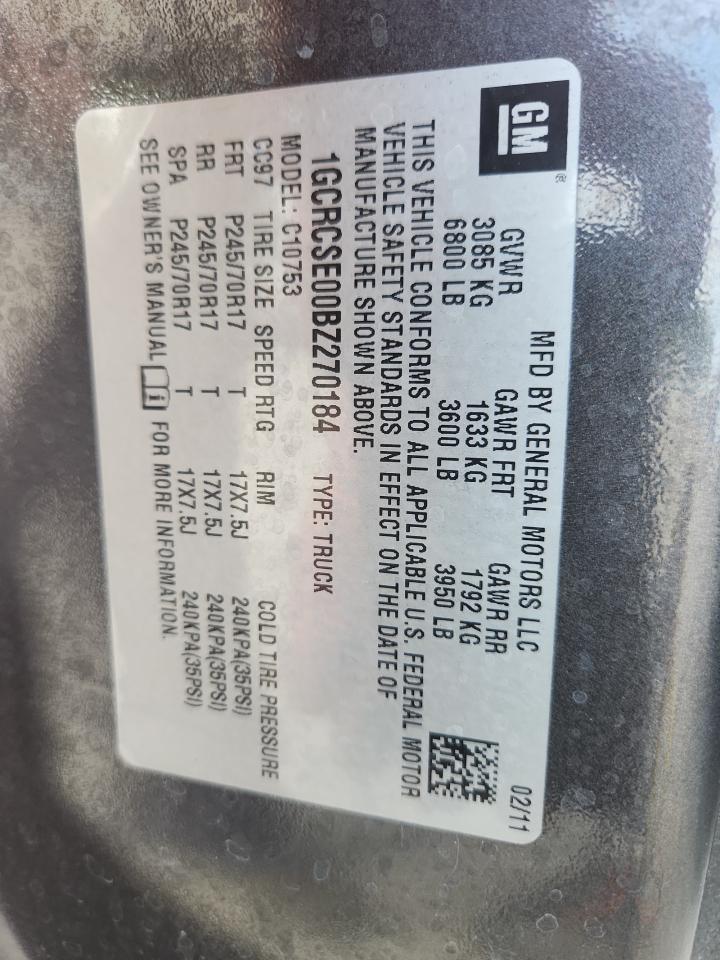 GM®
MFD BY GENERAL MOTORS LLC 02/11
GVWR GAWR FRT GAWR RR
3085 KG 1633 KG 1792 KG
6800 LB 3600 LB 3950 LB
THIS VEHICLE CONFORMS TO ALL APPLICABLE U.S. FEDERAL MOTOR
VEHICLE SAFETY STANDARDS IN EFFECT ON THE DATE OF
MANUFACTURE SHOWN ABOVE.
1GCRCSE00BZ270184 TYPE: TRUCK
MODEL: C10753
CC97 TIRE SIZE SPEED RTG RIM COLD TIRE PRESSURE
FRT P245/70R17 T 17X7.5J 240KPA(35PSI)
RR P245/70R17 T 17X7.5J 240KPA(35PSI)
SPA P245/70R17 T 17X7.5J 240KPA(35PSI)
SEE OWNER'S MANUAL i FOR MORE INFORMATION.